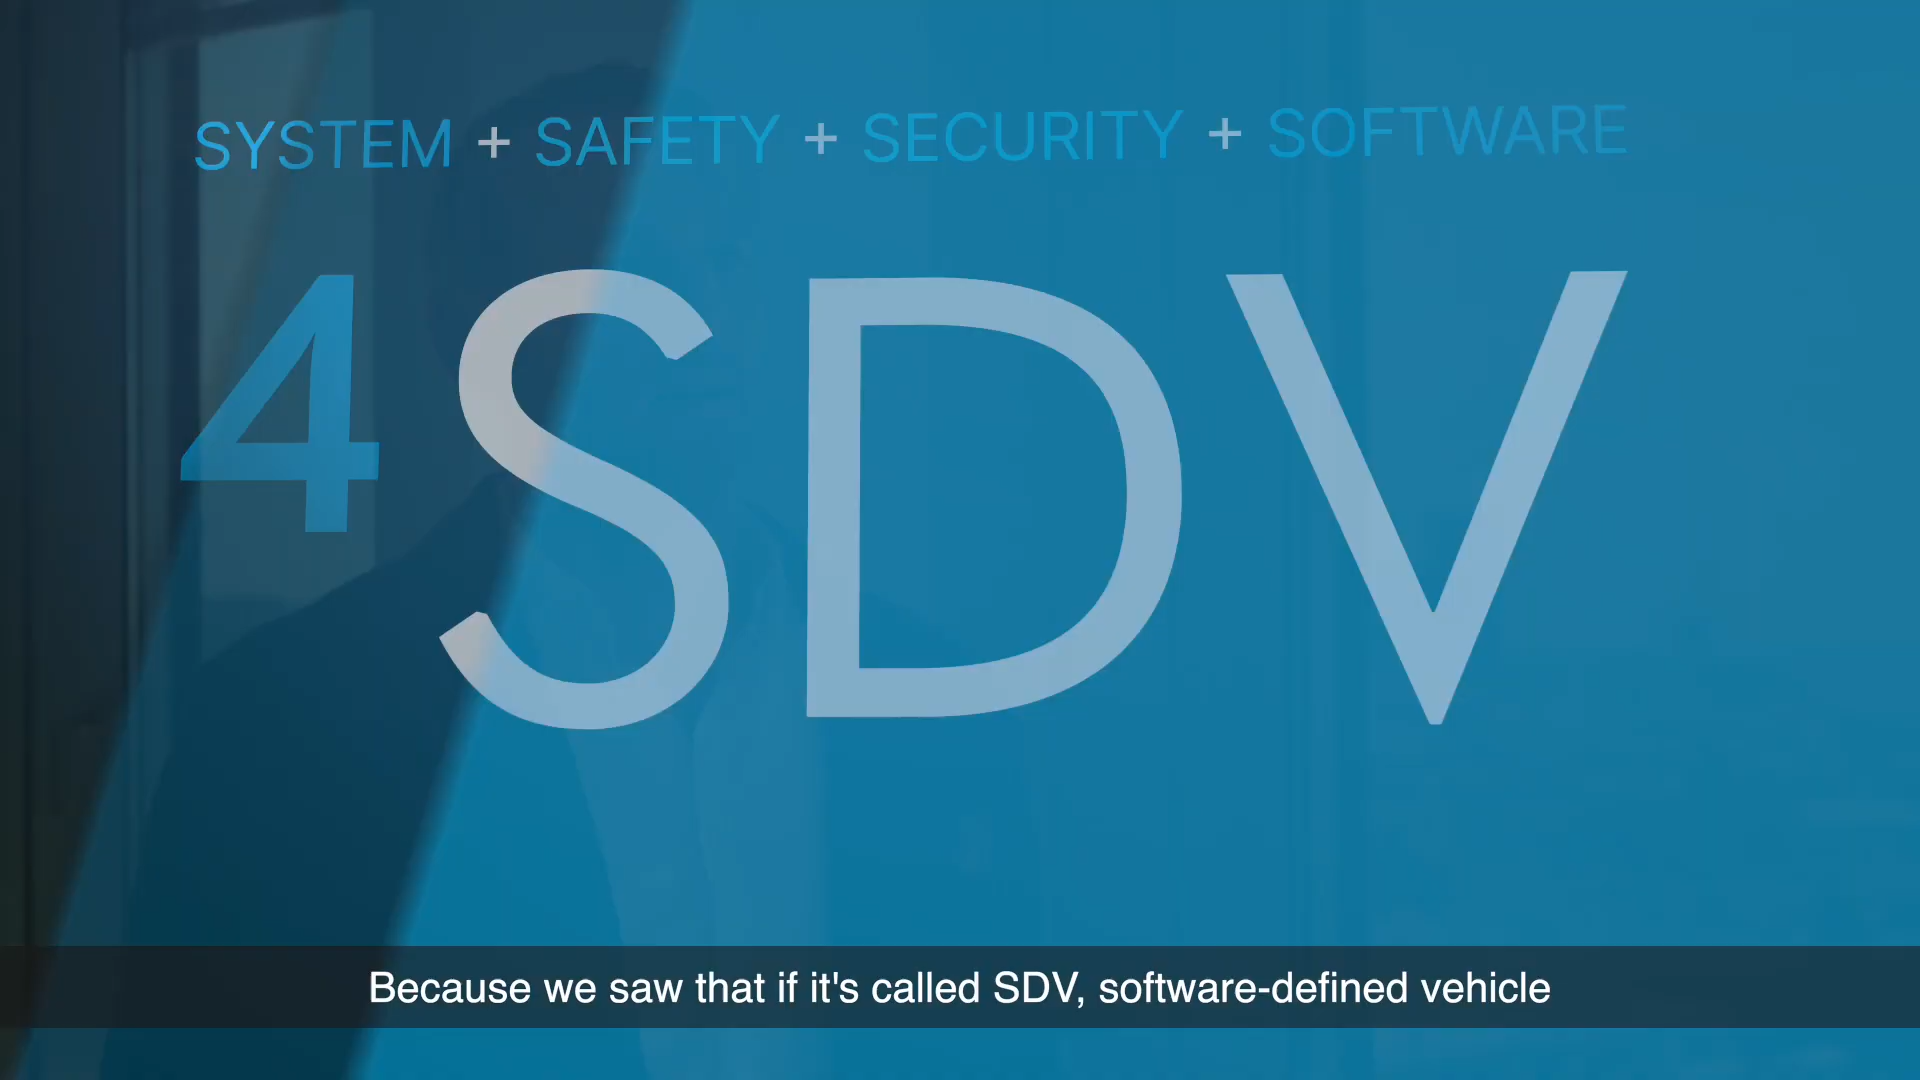 SYSTEM + SAFETY + SECURITY + SOFTWARE
4SDV
Because we saw that if it's called SDV, software-defined vehicle